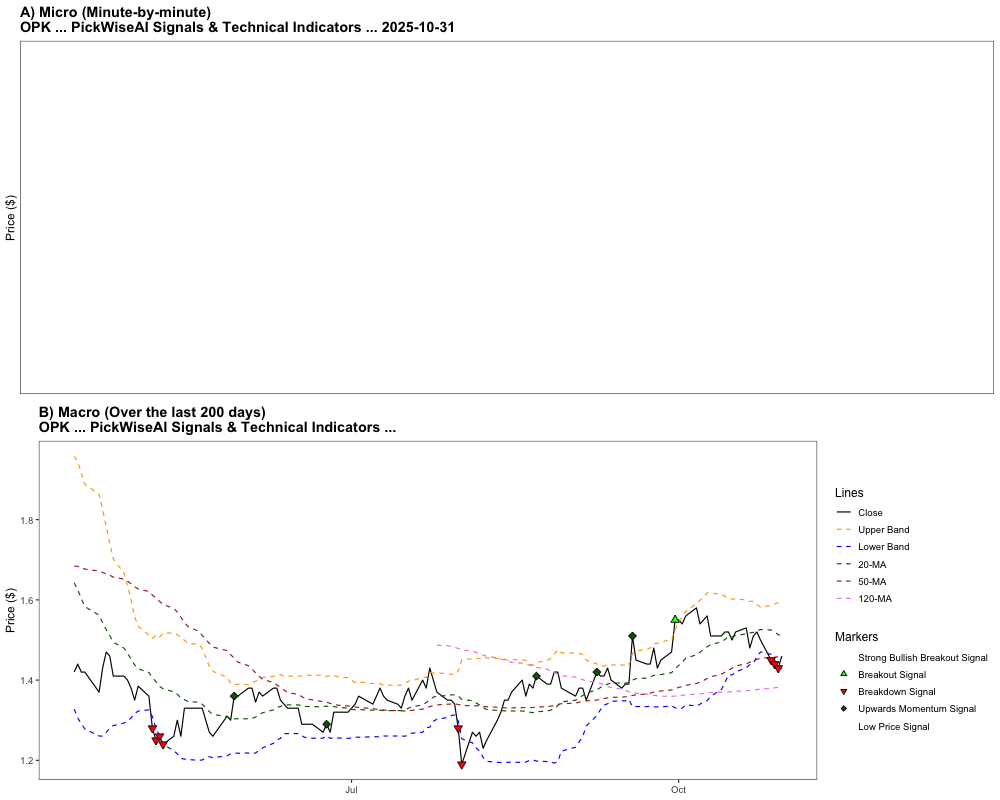 A) Micro (Minute-by-minute)
OPK ... PickWiseAI Signals & Technical Indicators ... 2025-10-31
Price ($)
B) Macro (Over the last 200 days)
OPK ... PickWiseAI Signals & Technical Indicators ...
Price ($)
1.8
1.6
1.4
1.2
Jul
Oct
Lines
Close
Upper Band
Lower Band
20-MA
50-MA
120-MA
Markers
Strong Bullish Breakout Signal
Breakout Signal
Breakdown Signal
Upwards Momentum Signal
Low Price Signal